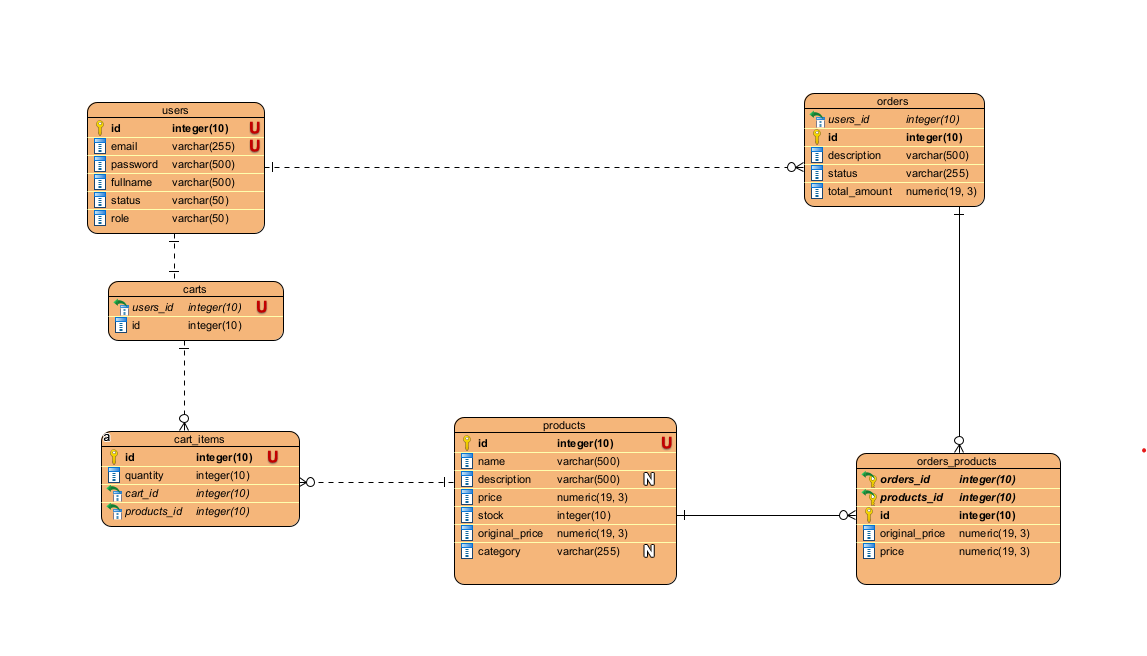 users
id integer(10) U
email varchar(255) U
password varchar(500)
fullname varchar(500)
status varchar(50)
role varchar(50)
orders
users_id integer(10)
id integer(10)
description varchar(500)
status varchar(255)
total_amount numeric(19, 3)
carts
users_id integer(10) U
id integer(10)
a
cart_items
id integer(10) U
quantity integer(10)
cart_id integer(10)
products_id integer(10)
products
id integer(10) U
name varchar(500)
description varchar(500) N
price numeric(19, 3)
stock integer(10)
original_price numeric(19, 3)
category varchar(255) N
orders_products
orders_id integer(10)
products_id integer(10)
id integer(10)
original_price numeric(19, 3)
price numeric(19, 3)